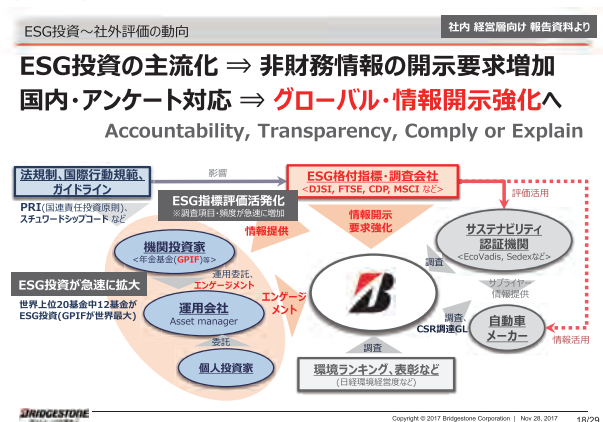 ESG投資～社外評価の動向
社内 経営層向け 報告資料より
ESG投資の主流化 ⇒ 非財務情報の開示要求増加
国内・アンケート対応 ⇒ グローバル・情報開示強化へ
Accountability, Transparency, Comply or Explain
法規制、国際行動規範、
ガイドライン
影響
ESG格付指標・調査会社
<DJSI, FTSE, CDP, MSCI など>
評価活用
PRI(国連責任投資原則)、
スチュワードシップコード など
ESG指標評価活発化
※調査項目・頻度が急速に増加
情報提供
情報開示
要求強化
サステナビリティ
認証機関
<EcoVadis, Sedexなど>
機関投資家
<年金基金(GPIF)等>
調査
ESG投資が急速に拡大
運用委託、
エンゲージメント
サプライヤー
情報提供
世界上位20基金中12基金が
ESG投資(GPIFが世界最大)
運用会社
Asset manager
エンゲージ
メント
調査、
CSR調達GL
自動車
メーカー
情報活用
委託
個人投資家
調査
環境ランキング、表彰など
(日経環境経営度など)
BRIDGESTONE
Copyright © 2017 Bridgestone Corporation | Nov 28, 2017
18/29